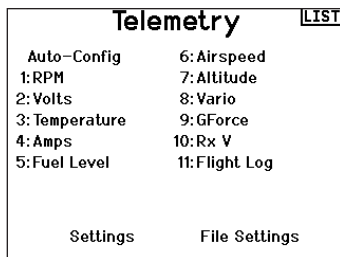 Telemetry
LIST
Auto-Config
1:RPM
2:Volts
3:Temperature
4:Amps
5:Fuel Level
6:Airspeed
7:Altitude
8:Vario
9:GForce
10:Rx V
11:Flight Log
Settings
File Settings